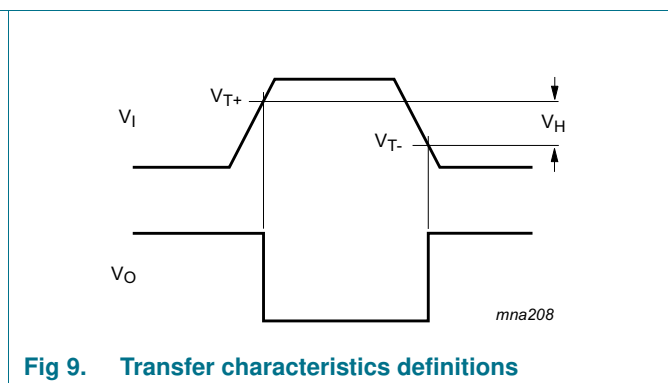 VT+
VI
VH
VT-
VO
mna208
Fig 9. Transfer characteristics definitions